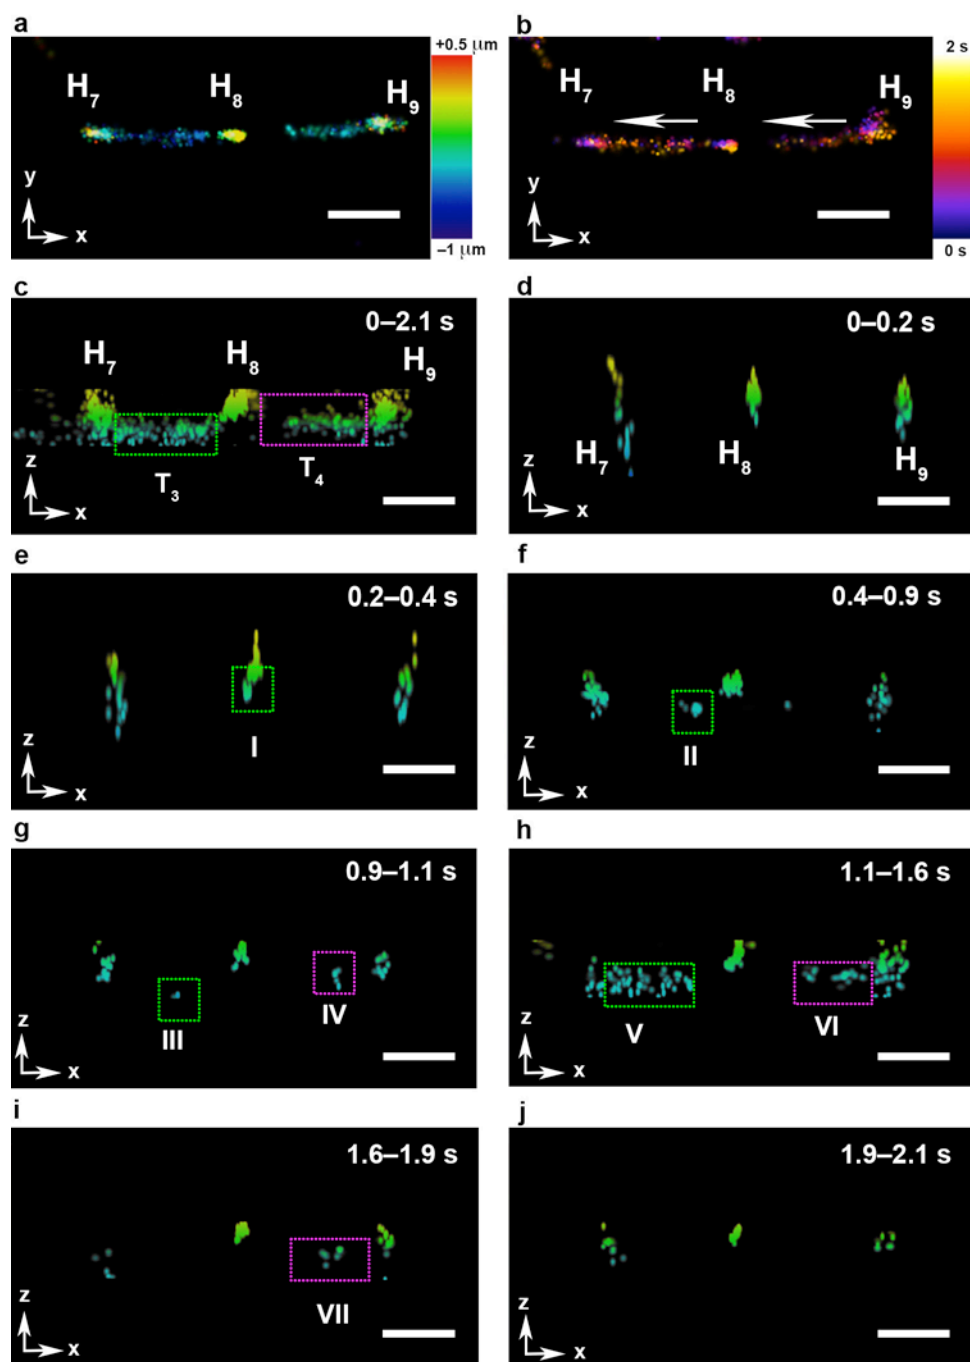 a
+0.5 µm
H7 H8 H9
y
x
–1 µm
b
2 s
H7 H8 H9
y
x
0 s
c
0–2.1 s
H7 H8 H9
z
x
T3 T4
d
0–0.2 s
H7 H8 H9
z
x
e
0.2–0.4 s
z
x
I
f
0.4–0.9 s
z
x
II
g
0.9–1.1 s
z
x
III IV
h
1.1–1.6 s
z
x
V VI
i
1.6–1.9 s
z
x
VII
j
1.9–2.1 s
z
x